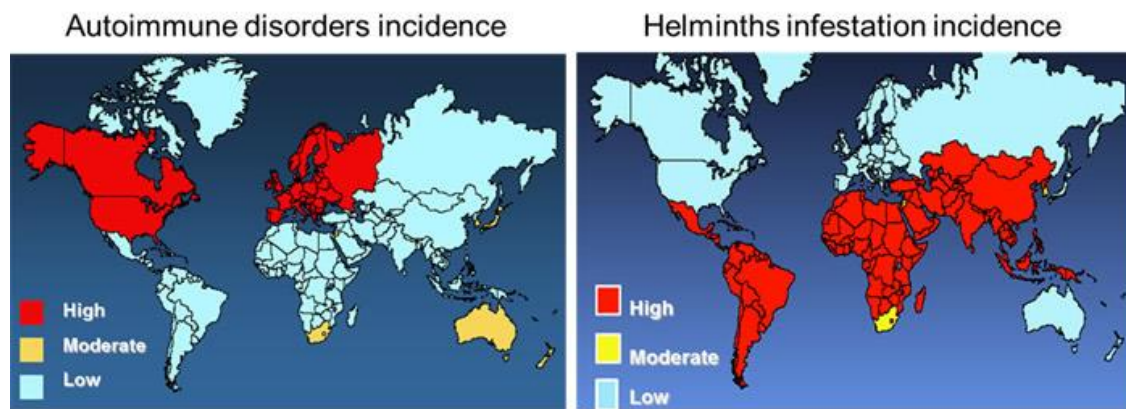 Autoimmune disorders incidence
High
Moderate
Low
Helminths infestation incidence
High
Moderate
Low